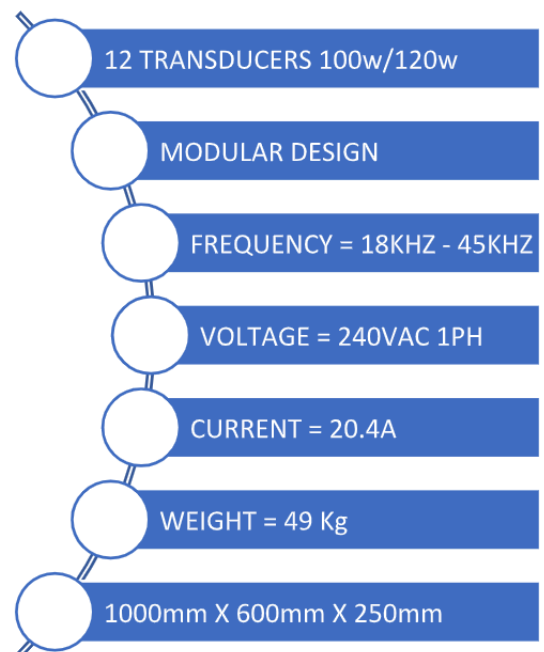 12 TRANSDUCERS 100w/120w
MODULAR DESIGN
FREQUENCY = 18KHZ - 45KHZ
VOLTAGE = 240VAC 1PH
CURRENT = 20.4A
WEIGHT = 49 Kg
1000mm X 600mm X 250mm